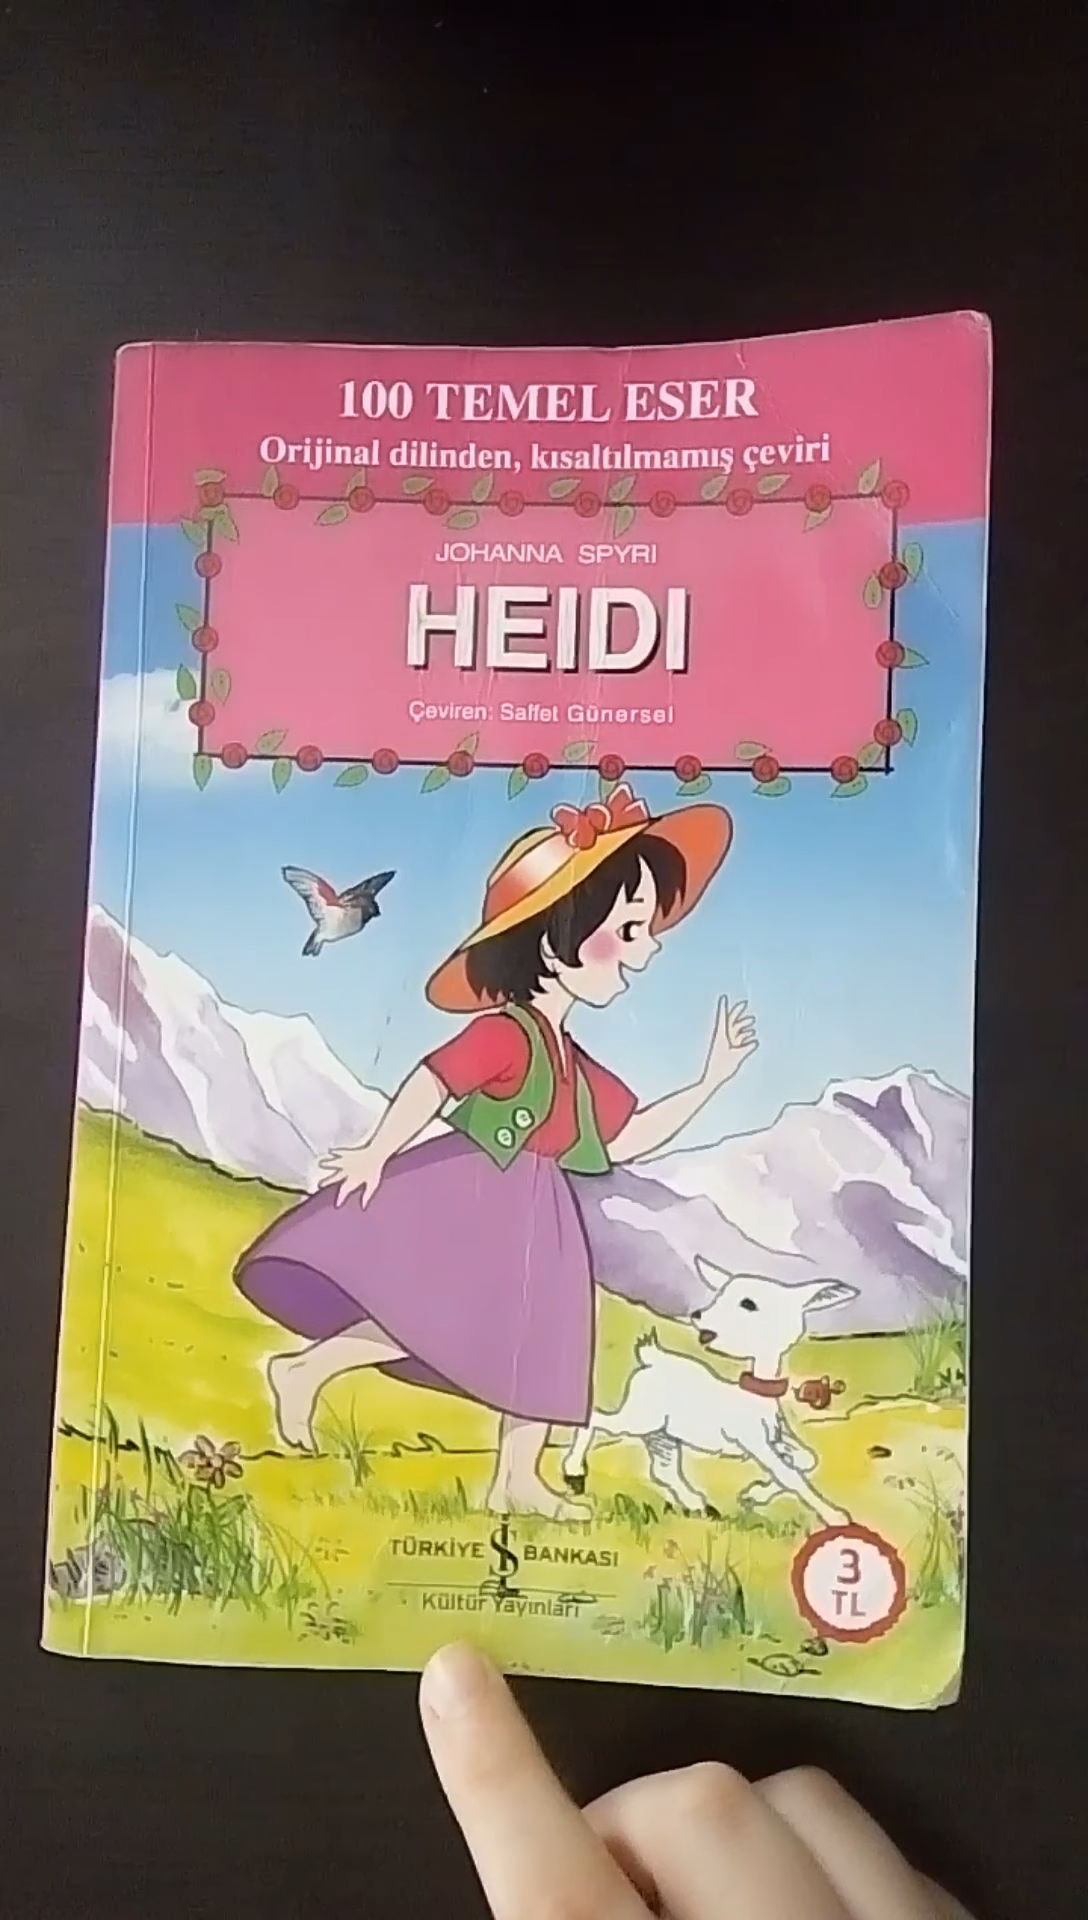 100 TEMEL ESER
Orijinal dilinden, kısaltılmamış çeviri
JOHANNA SPYRI
HEIDI
Çeviren: Saffet Günersel
TÜRKİYE İŞ BANKASI
Kültür Yayınları
3
TL